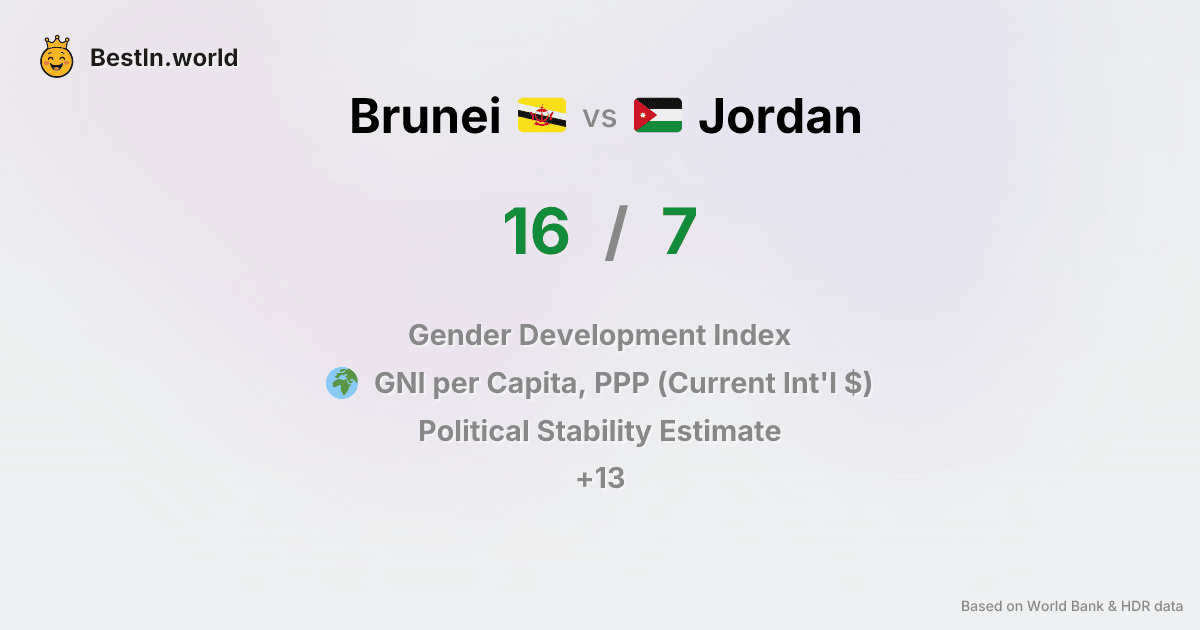 BestIn.world
Brunei vs Jordan
16 / 7
Gender Development Index
GNI per Capita, PPP (Current Int'l $)
Political Stability Estimate
+13
Based on World Bank & HDR data